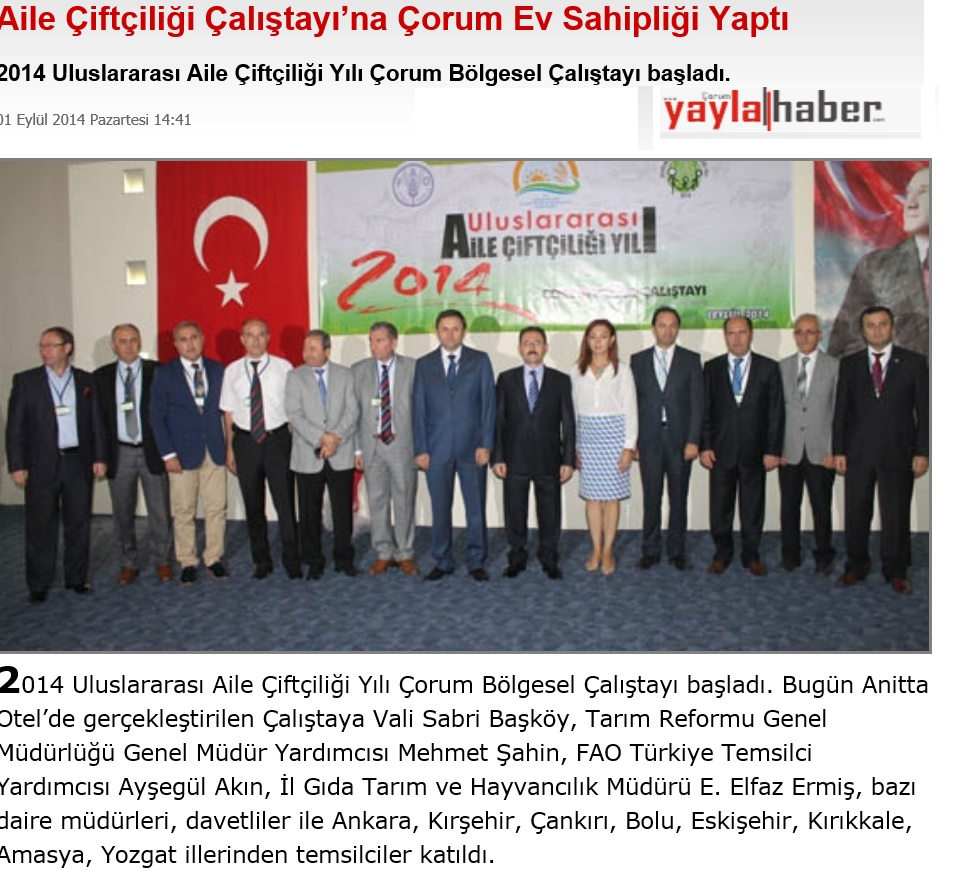 Aile Çiftçiliği Çalıştayı’na Çorum Ev Sahipliği Yaptı
2014 Uluslararası Aile Çiftçiliği Yılı Çorum Bölgesel Çalıştayı başladı.
01 Eylül 2014 Pazartesi 14:41
Çorum
yayla haber.com
FAO
Uluslararası
AİLE ÇİFTÇİLİĞİ YILI
2014
ÇALIŞTAYI
1 EYLÜL 2014
2014 Uluslararası Aile Çiftçiliği Yılı Çorum Bölgesel Çalıştayı başladı. Bugün Anitta
Otel’de gerçekleştirilen Çalıştaya Vali Sabri Başköy, Tarım Reformu Genel
Müdürlüğü Genel Müdür Yardımcısı Mehmet Şahin, FAO Türkiye Temsilci
Yardımcısı Ayşegül Akın, İl Gıda Tarım ve Hayvancılık Müdürü E. Elfaz Ermiş, bazı
daire müdürleri, davetliler ile Ankara, Kırşehir, Çankırı, Bolu, Eskişehir, Kırıkkale,
Amasya, Yozgat illerinden temsilciler katıldı.